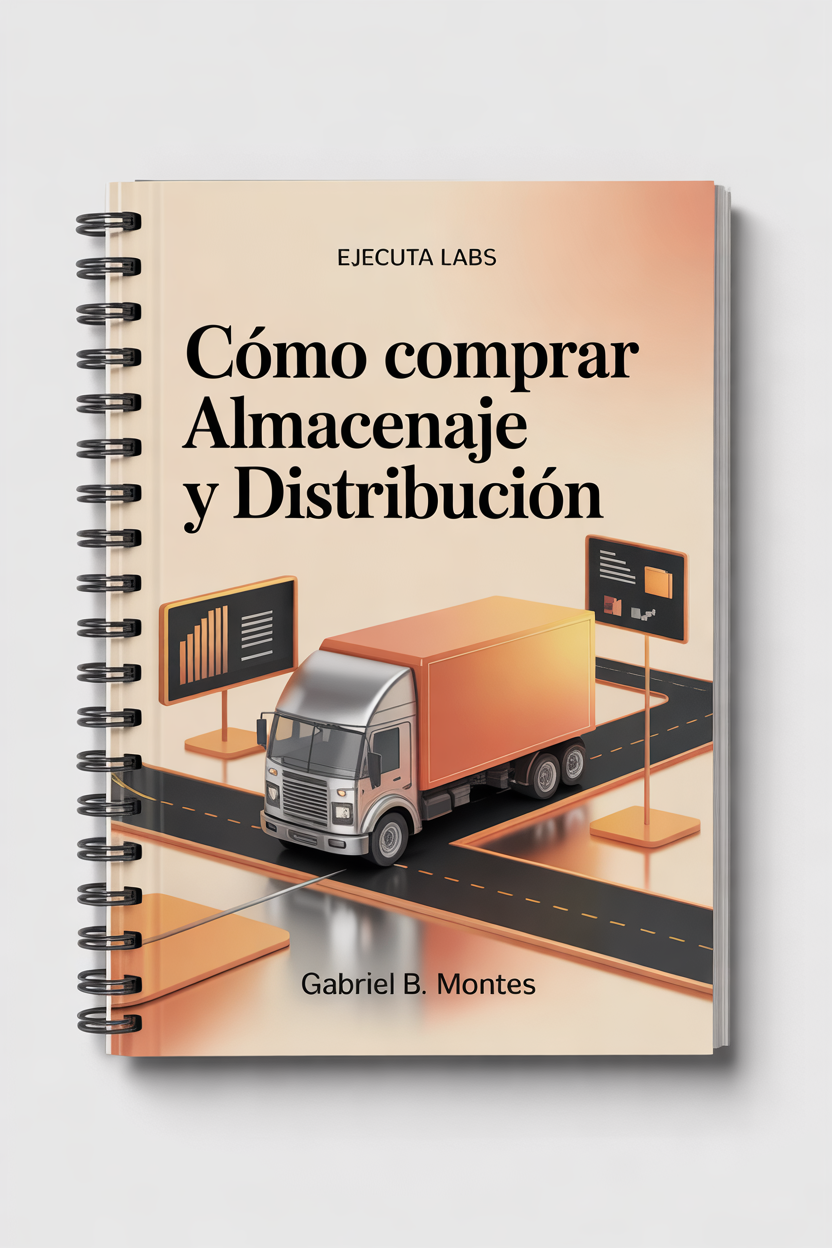 EJECUTA LABS
Cómo comprar
Almacenaje
y Distribución
Gabriel B. Montes